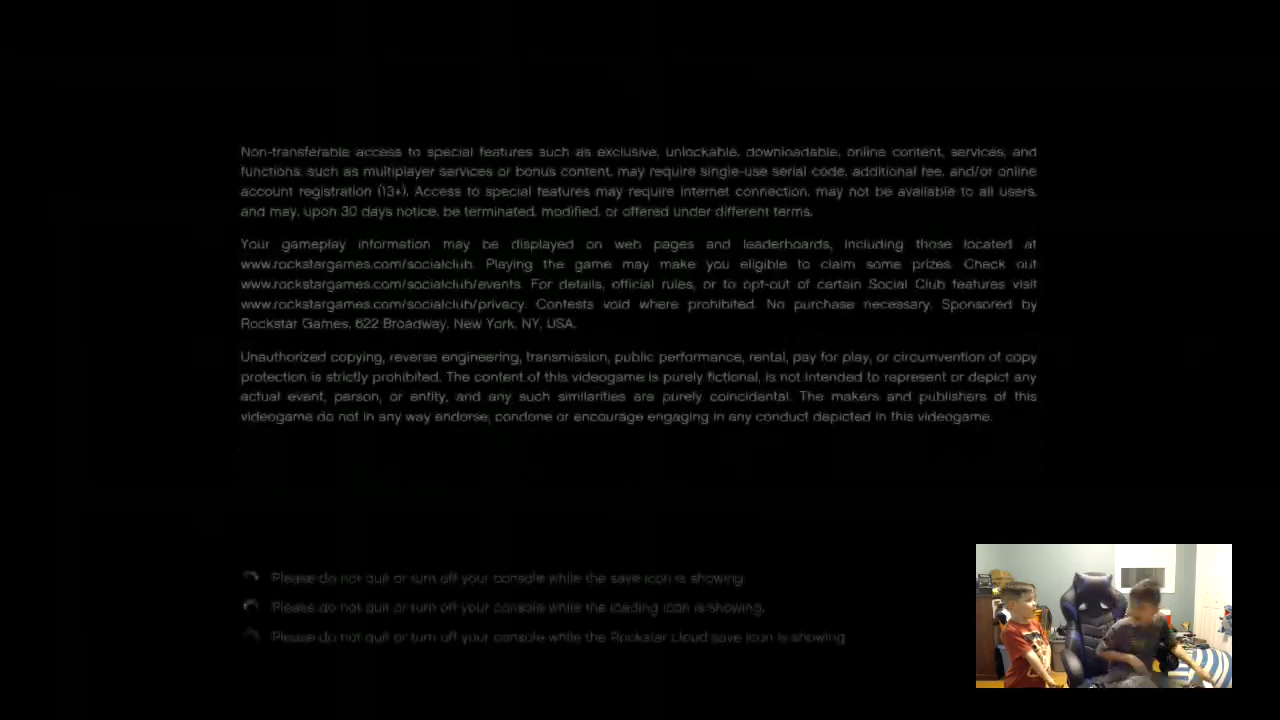 Non-transferable access to special features such as exclusive, unlockable, downloadable, online content, services, and
functions, such as multiplayer services or bonus content, may require single-use serial code, additional fee, and/or online
account registration (13+). Access to special features may require internet connection, may not be available to all users,
and may, upon 30 days notice, be terminated, modified, or offered under different terms.
Your gameplay information may be displayed on web pages and leaderboards, including those located at
www.rockstargames.com/socialclub. Playing the game may make you eligible to claim some prizes. Check out
www.rockstargames.com/socialclub/events. For details, official rules, or to opt-out of certain Social Club features visit
www.rockstargames.com/socialclub/privacy. Contests void where prohibited. No purchase necessary. Sponsored by
Rockstar Games, 622 Broadway, New York, NY, USA.
Unauthorized copying, reverse engineering, transmission, public performance, rental, pay for play, or circumvention of copy
protection is strictly prohibited. The content of this videogame is purely fictional, is not intended to represent or depict any
actual event, person, or entity, and any such similarities are purely coincidental. The makers and publishers of this
videogame do not in any way endorse, condone or encourage engaging in any conduct depicted in this videogame.
Please do not quit or turn off your console while the save icon is showing.
Please do not quit or turn off your console while the loading icon is showing.
Please do not quit or turn off your console while the Rockstar cloud save icon is showing.